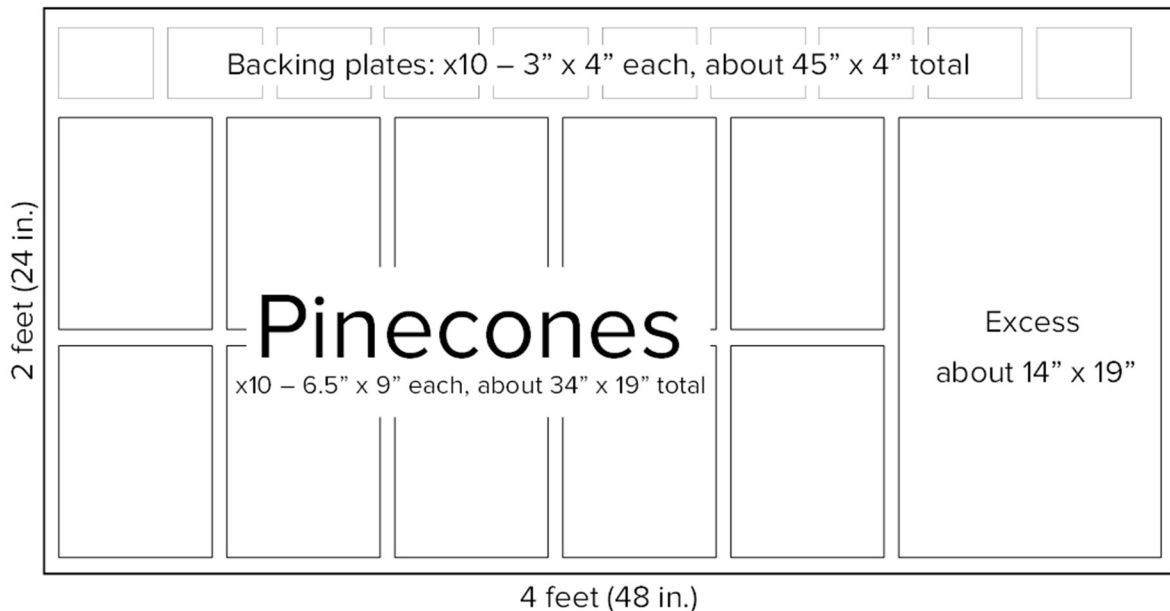 Backing plates: x10 – 3” x 4” each, about 45” x 4” total
2 feet (24 in.)
Pinecones
x10 – 6.5” x 9” each, about 34” x 19” total
Excess
about 14” x 19”
4 feet (48 in.)